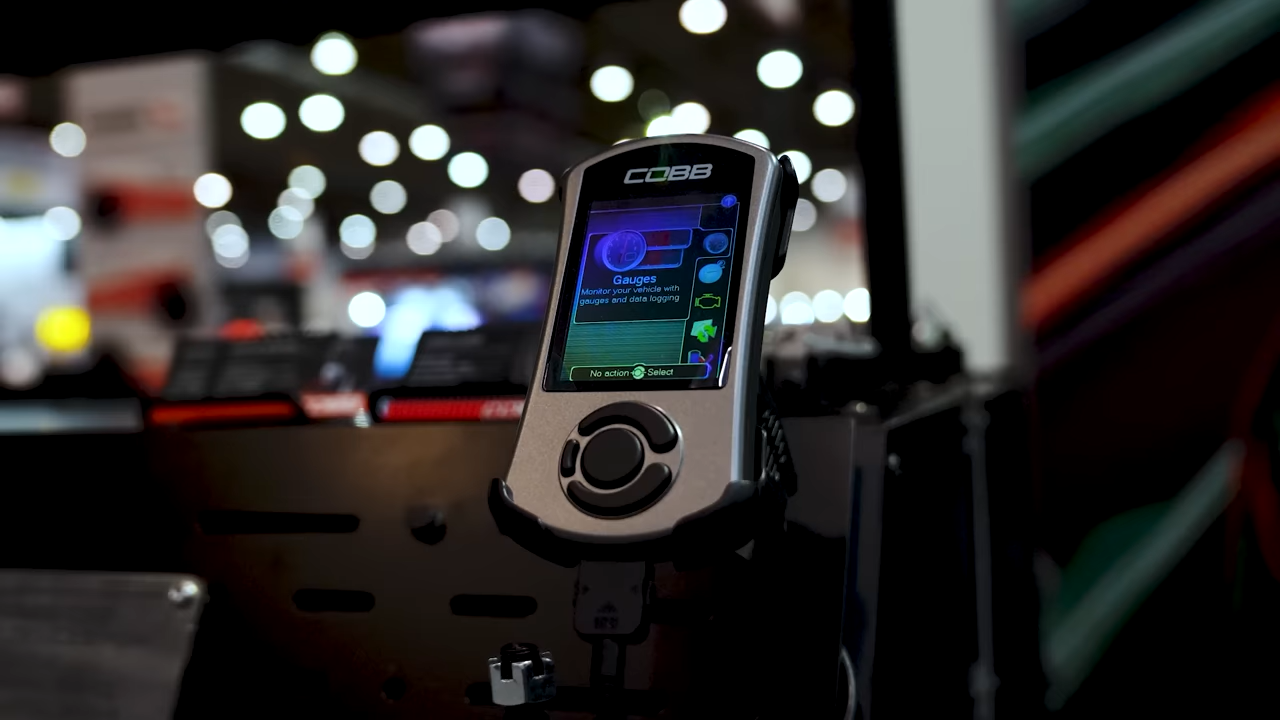 COBB
Gauges
Monitor your vehicle with
gauges and data logging
No action
Select